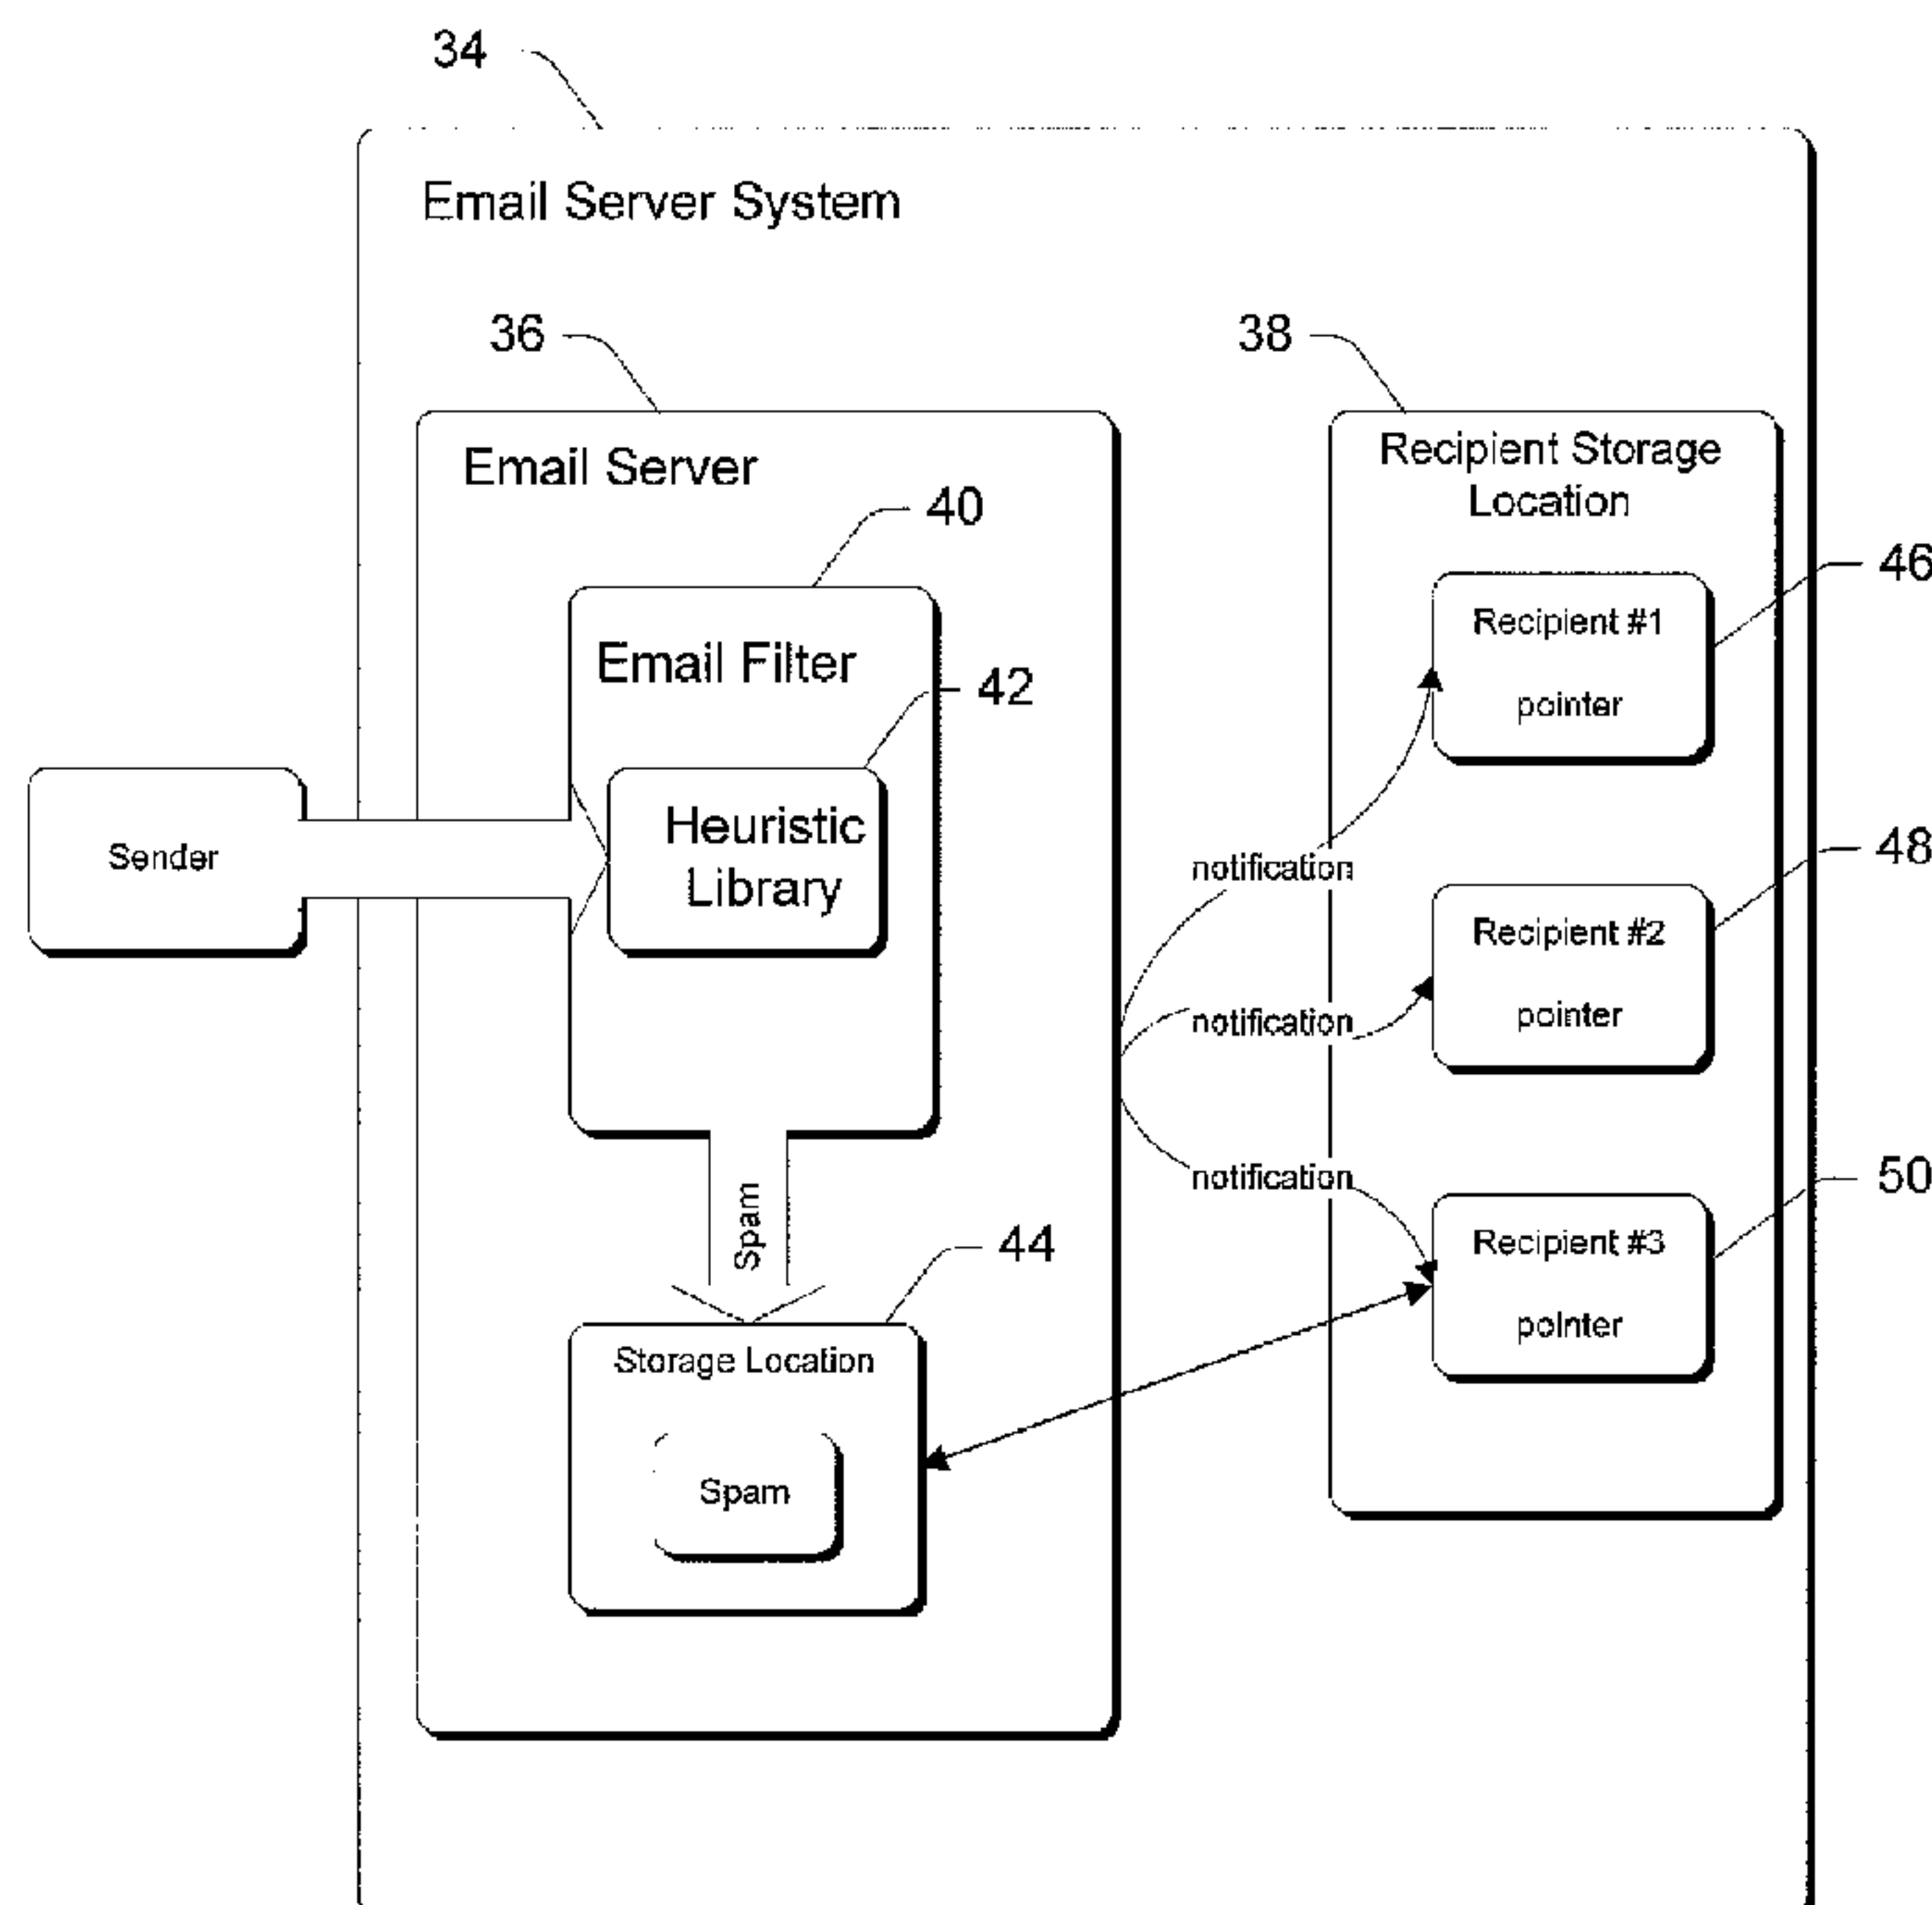 34
Email Server System
36
38
Email Server
Recipient Storage
Location
40
46
Recipient #1
pointer
Email Filter
42
Heuristic
Library
Sender
notification
48
Recipient #2
pointer
notification
50
notification
Recipient #3
pointer
Spam
44
Storage Location
Spam